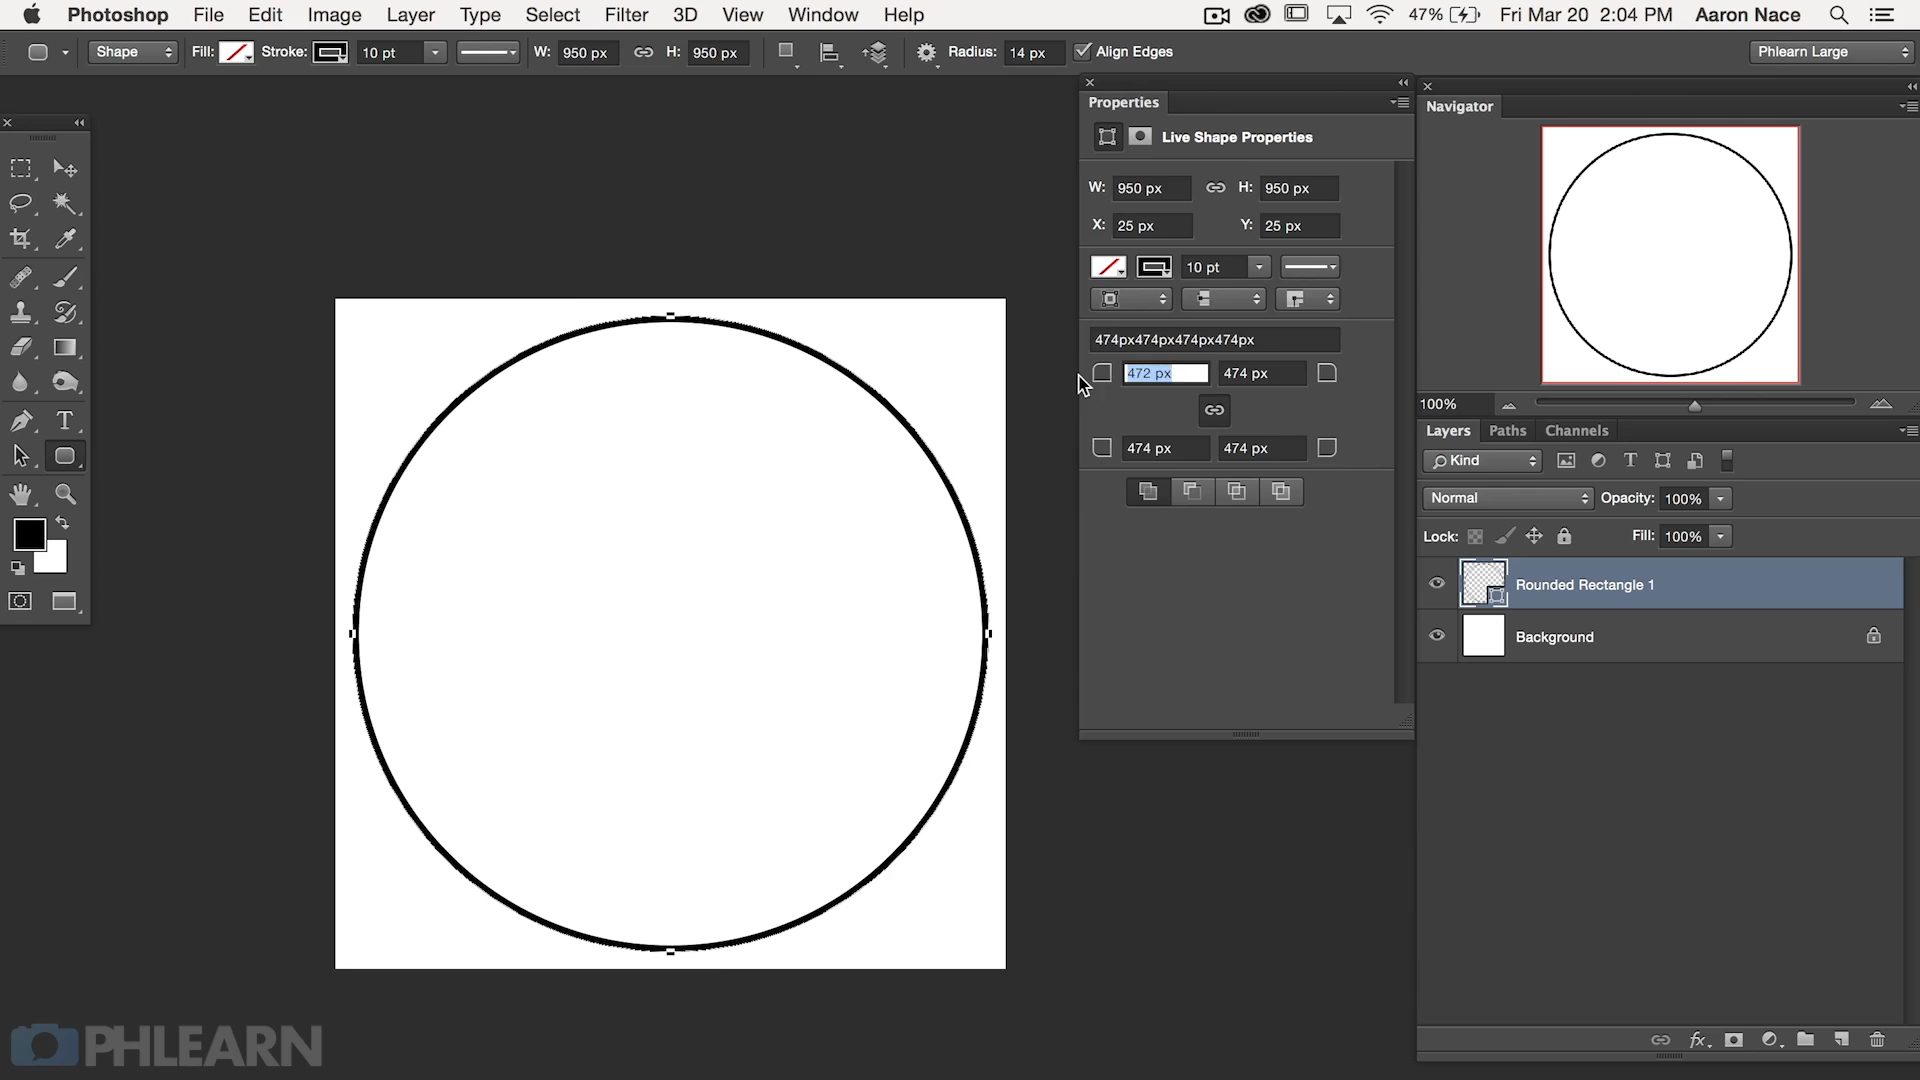 Photoshop File Edit Image Layer Type Select Filter 3D View Window Help 47% Fri Mar 20 2:04 PM Aaron Nace
Shape Fill: Stroke: 10 pt W: 950 px H: 950 px Radius: 14 px Align Edges Phlearn Large
Properties
Live Shape Properties
W: 950 px H: 950 px
X: 25 px Y: 25 px
10 pt
474px474px474px474px
472 px 474 px
474 px 474 px
Navigator
100%
Layers Paths Channels
Kind
Normal Opacity: 100%
Lock: Fill: 100%
Rounded Rectangle 1
Background
fx
PHLEARN